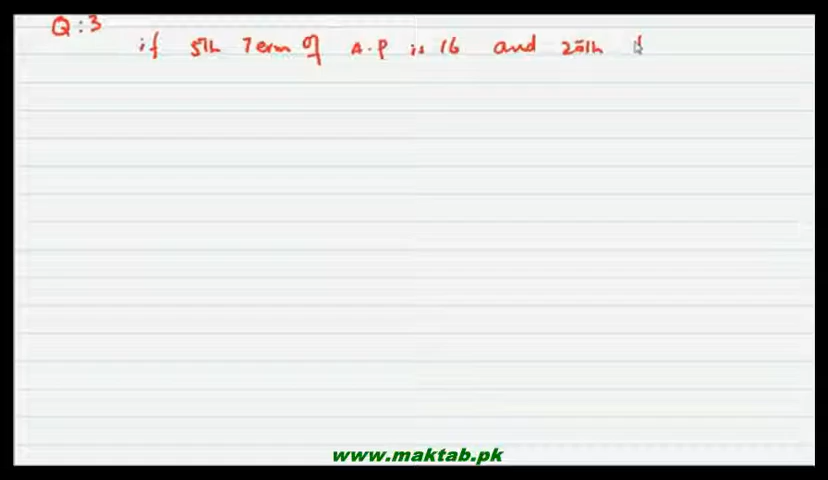 Q:3
if 5th Term of A.P is 16 and 20th
www.maktab.pk